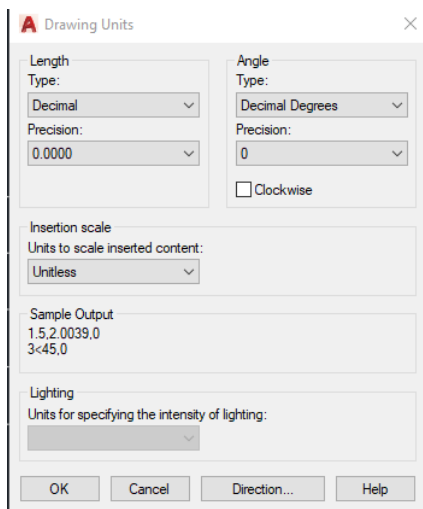 A Drawing Units
Length
Type:
Decimal
Precision:
0.0000
Angle
Type:
Decimal Degrees
Precision:
0
Clockwise
Insertion scale
Units to scale inserted content:
Unitless
Sample Output
1.5,2.0039,0
3<45,0
Lighting
Units for specifying the intensity of lighting:
OK Cancel Direction... Help